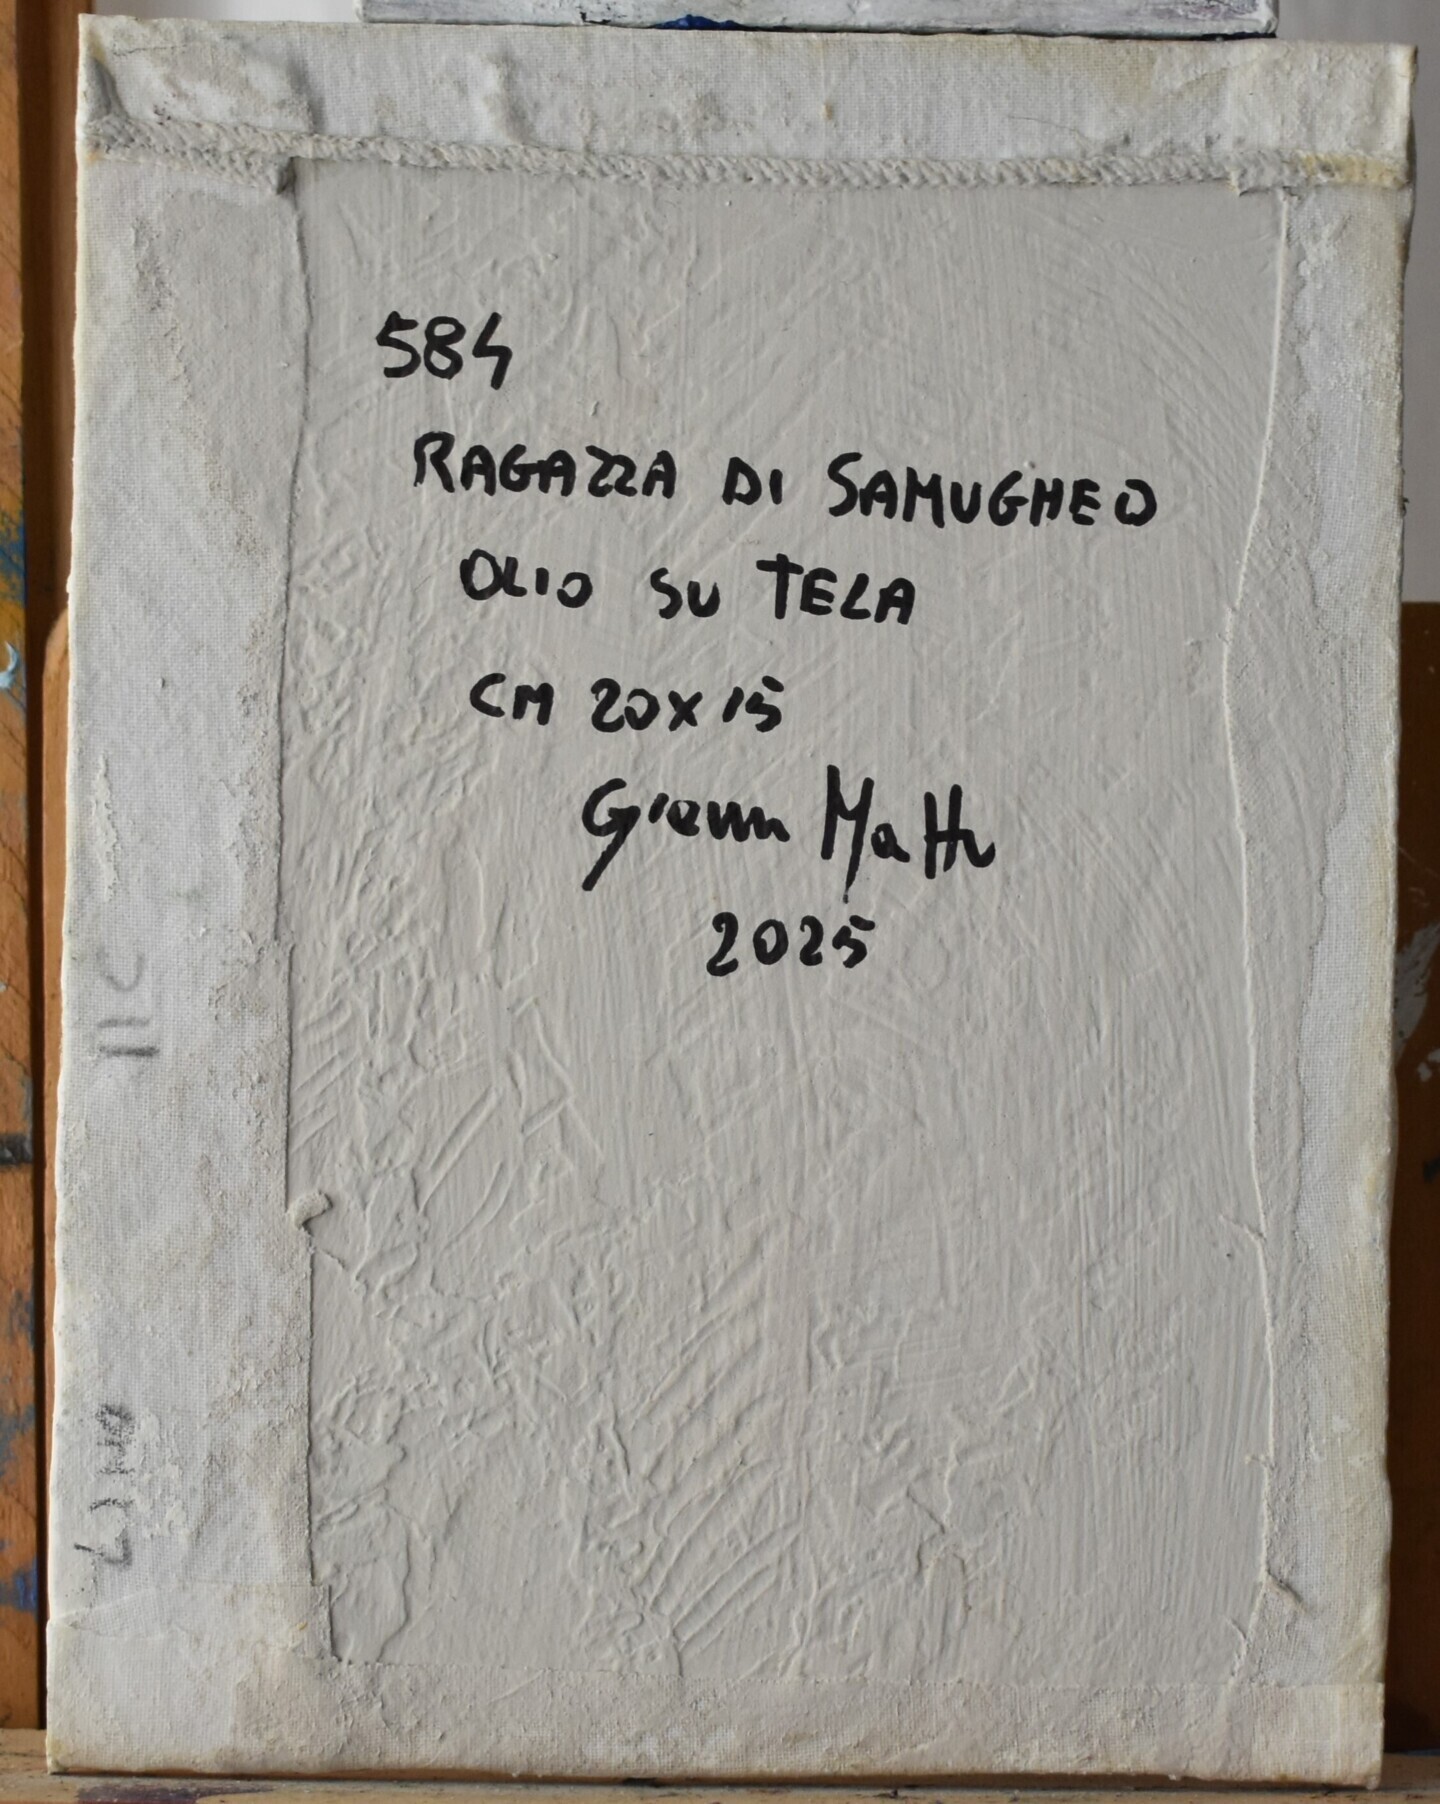 584
RAGAZZA DI SAMUGHEO
OLIO SU TELA
CM 20X15
2025